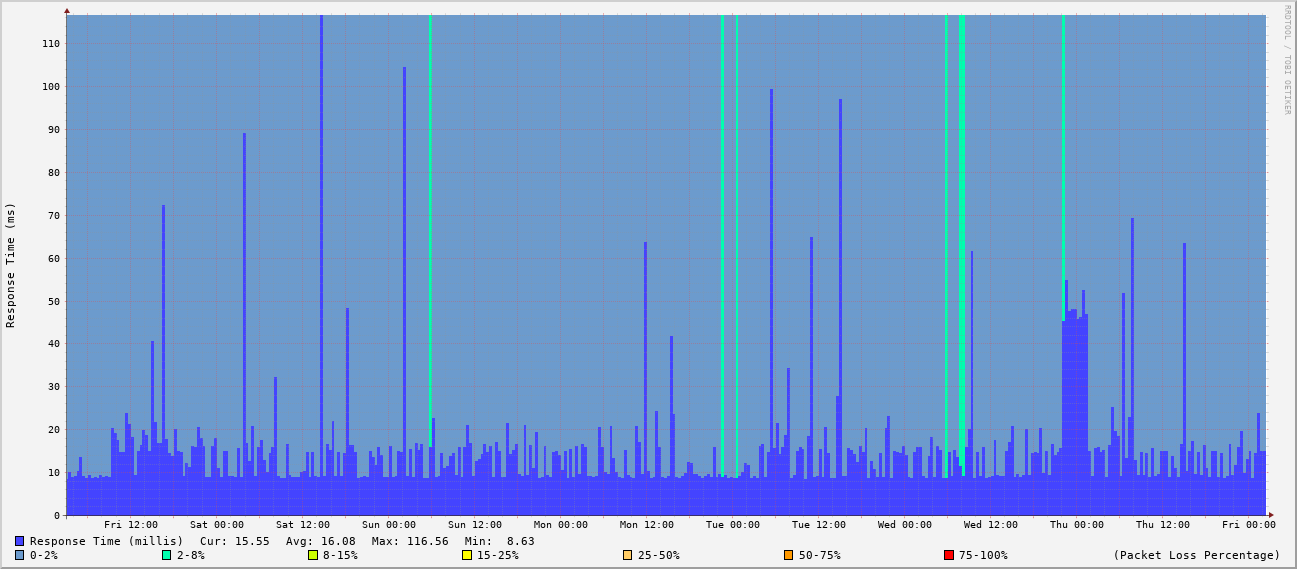 RRDTOOL / TOBI OETIKER
Response Time (ms)
110
100
90
80
70
60
50
40
30
20
10
0
Fri 12:00 Sat 00:00 Sat 12:00 Sun 00:00 Sun 12:00 Mon 00:00 Mon 12:00 Tue 00:00 Tue 12:00 Wed 00:00 Wed 12:00 Thu 00:00 Thu 12:00 Fri 00:00
Response Time (millis) Cur: 15.55 Avg: 16.08 Max: 116.56 Min: 8.63
0-2% 2-8% 8-15% 15-25% 25-50% 50-75% 75-100% (Packet Loss Percentage)